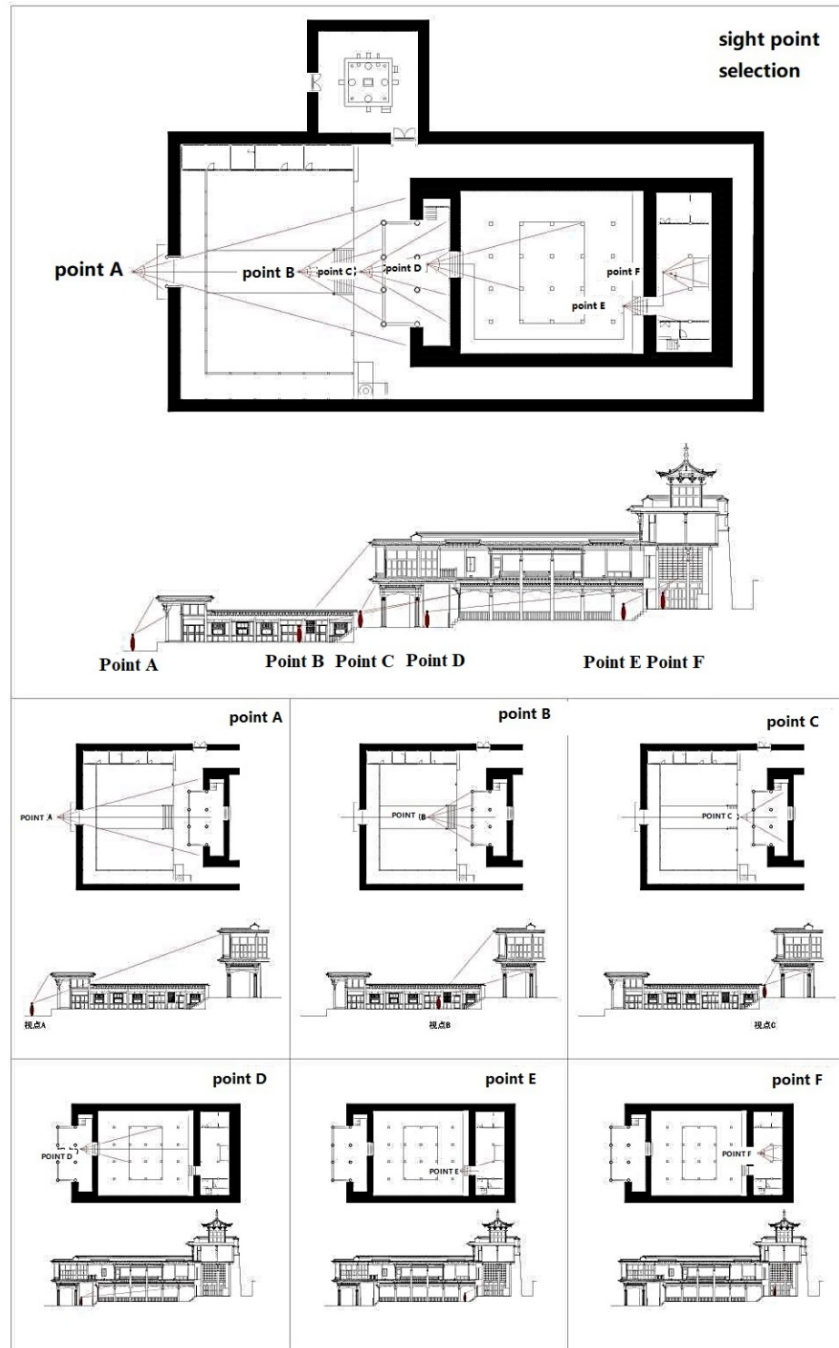 sight point
selection
point A
point B
point C
point D
point F
point E
Point A
Point B
Point C
Point D
Point E
Point F
point A
point B
point C
POINT A
POINT B
POINT C
视点A
视点B
视点C
point D
point E
point F
POINT D
POINT E
POINT F